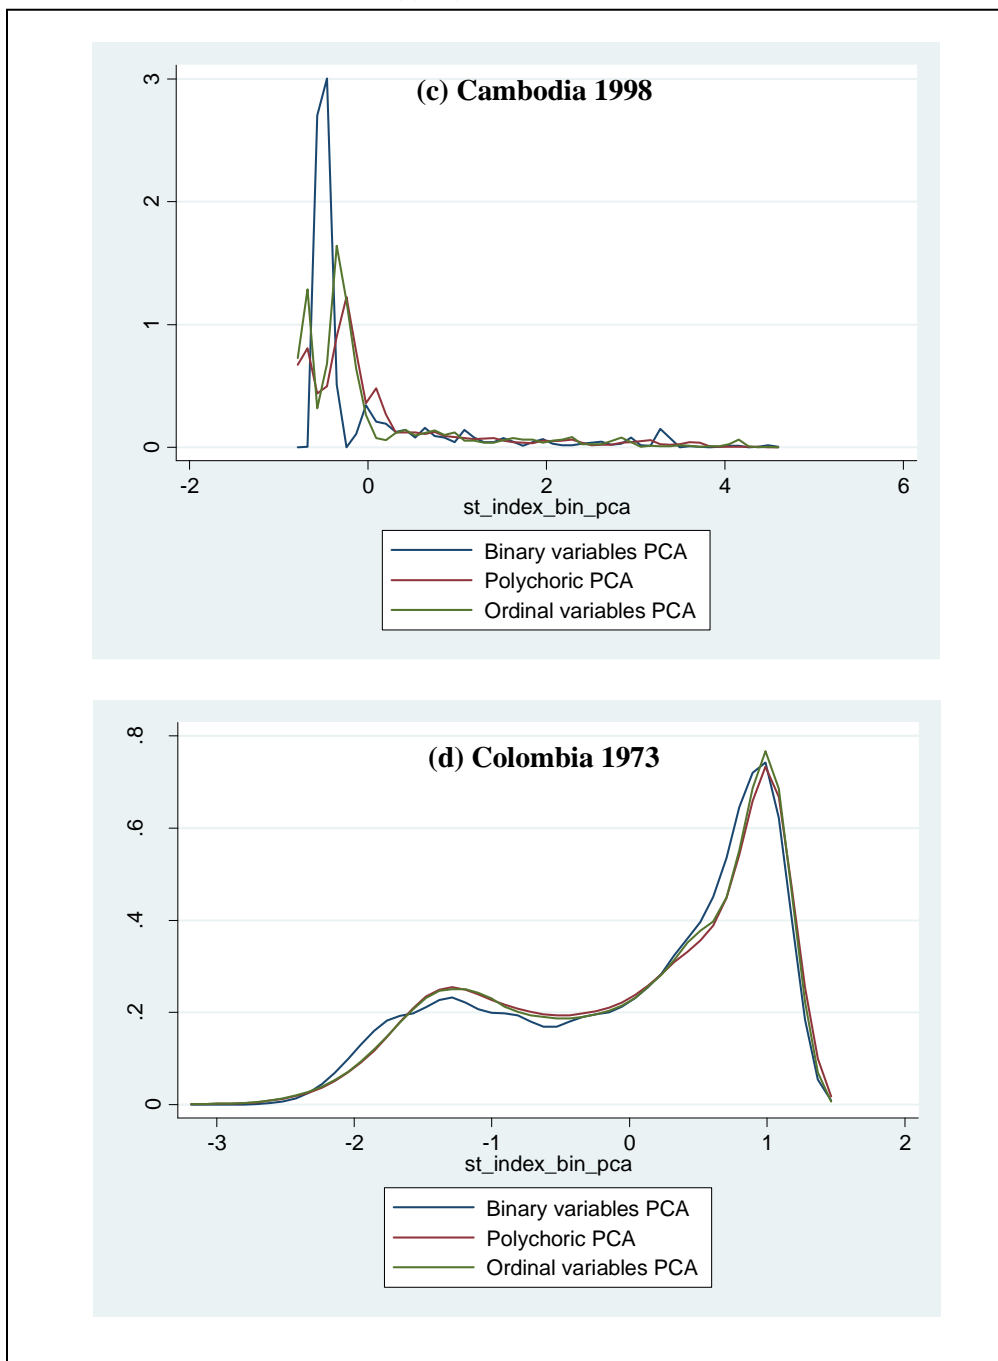 (c) Cambodia 1998
3
2
1
0
-2 0 2 4 6
st_index_bin_pca
Binary variables PCA
Polychoric PCA
Ordinal variables PCA
(d) Colombia 1973
.8
.6
.4
.2
0
-3 -2 -1 0 1 2
st_index_bin_pca
Binary variables PCA
Polychoric PCA
Ordinal variables PCA